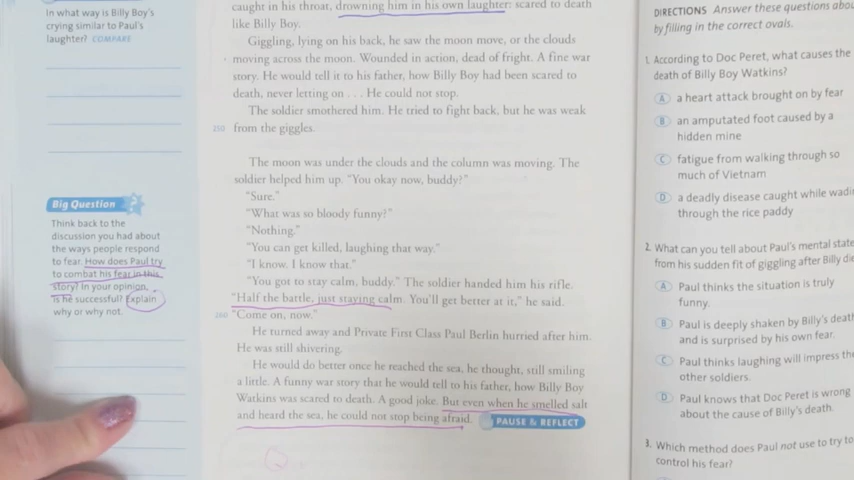 In what way is Billy Boy's
crying similar to Paul's
laughter? COMPARE
Big Question
Think back to the
discussion you had about
the ways people respond
to fear. How does Paul try
to combat his fear in this
story? In your opinion,
is he successful? Explain
why or why not.
caught in his throat, drowning him in his own laughter: scared to death
like Billy Boy.
Giggling, lying on his back, he saw the moon move, or the clouds
moving across the moon. Wounded in action, dead of fright. A fine war
story. He would tell it to his father, how Billy Boy had been scared to
death, never letting on . . . He could not stop.
The soldier smothered him. He tried to fight back, but he was weak
250 from the giggles.
The moon was under the clouds and the column was moving. The
soldier helped him up. "You okay now, buddy?"
"Sure."
"What was so bloody funny?"
"Nothing."
"You can get killed, laughing that way."
"I know. I know that."
"You got to stay calm, buddy." The soldier handed him his rifle.
"Half the battle, just staying calm. You'll get better at it," he said.
260 "Come on, now."
He turned away and Private First Class Paul Berlin hurried after him.
He was still shivering.
He would do better once he reached the sea, he thought, still smiling
a little. A funny war story that he would tell to his father, how Billy Boy
Watkins was scared to death. A good joke. But even when he smelled salt
and heard the sea, he could not stop being afraid. PAUSE & REFLECT
DIRECTIONS Answer these questions abou
by filling in the correct ovals.
1. According to Doc Peret, what causes the
death of Billy Boy Watkins?
A a heart attack brought on by fear
B an amputated foot caused by a
hidden mine
C fatigue from walking through so
much of Vietnam
D a deadly disease caught while wadin
through the rice paddy
2. What can you tell about Paul's mental state
from his sudden fit of giggling after Billy die
A Paul thinks the situation is truly
funny.
B Paul is deeply shaken by Billy's death
and is surprised by his own fear.
C Paul thinks laughing will impress the
other soldiers.
D Paul knows that Doc Peret is wrong
about the cause of Billy's death.
3. Which method does Paul not use to try to
control his fear?